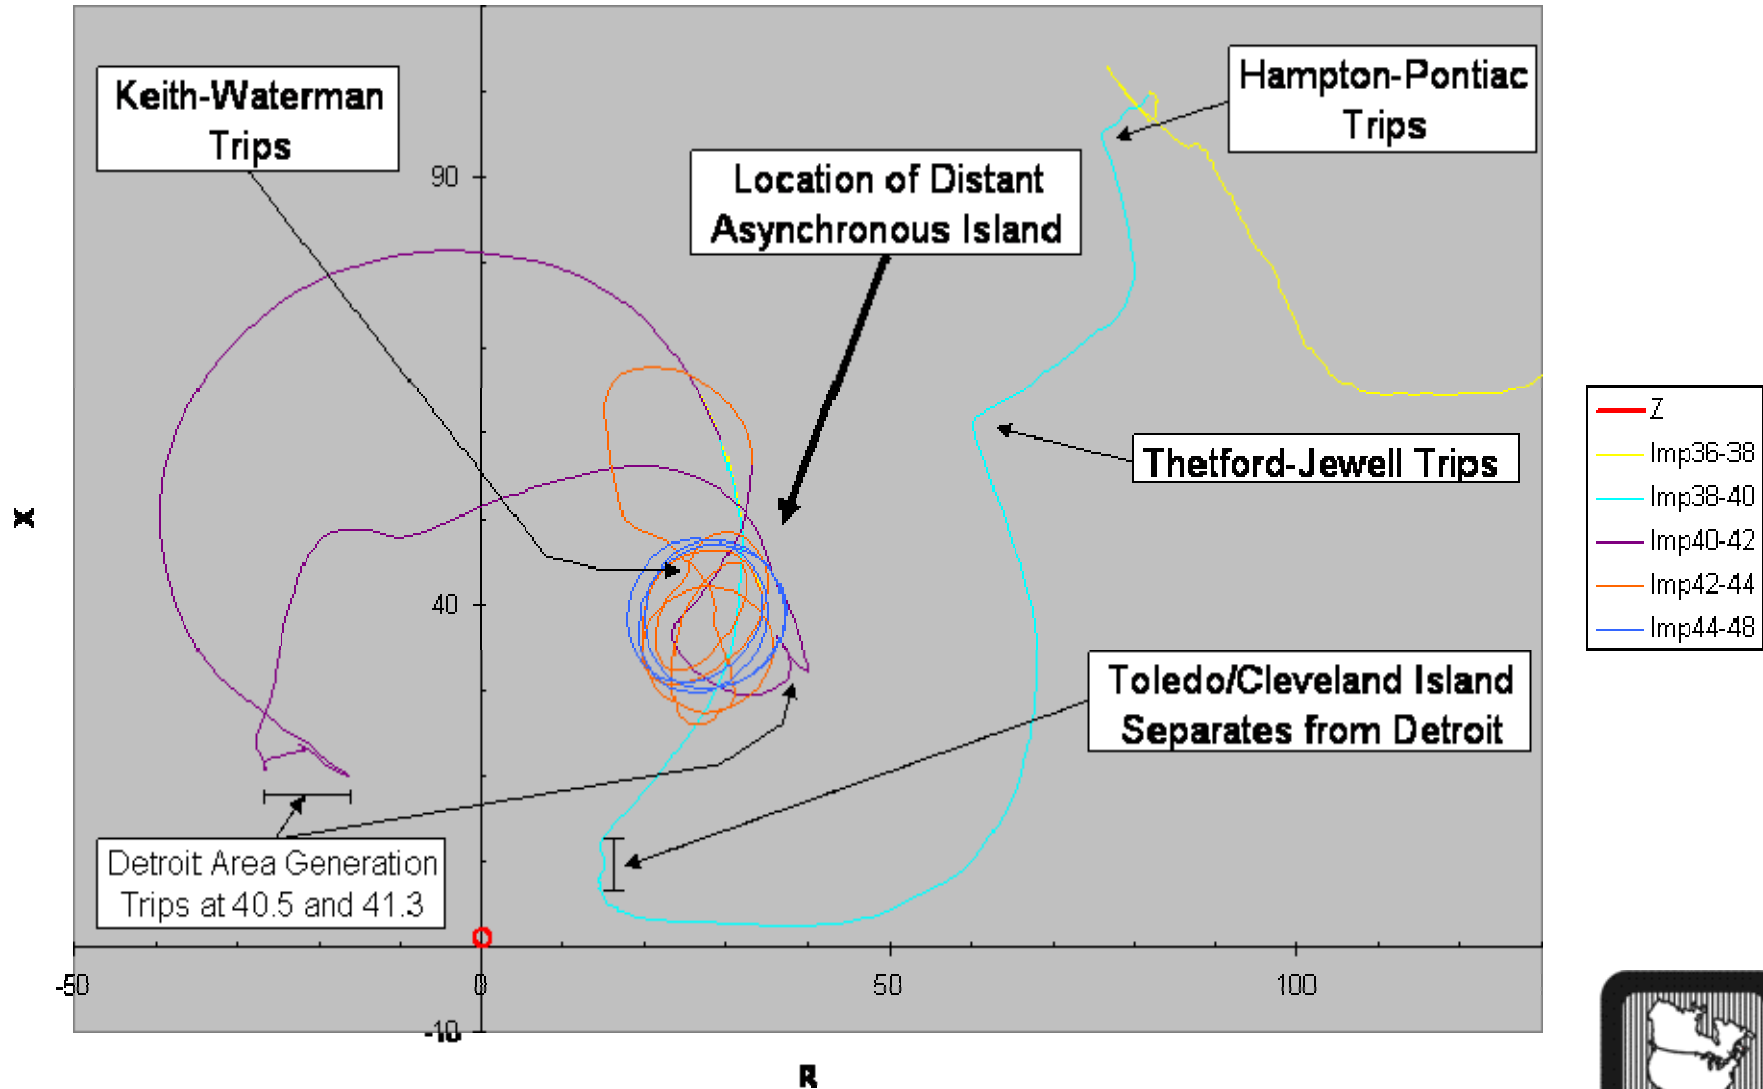 Keith-Waterman
Trips
Hampton-Pontiac
Trips
Location of Distant
Asynchronous Island
90
Z
Imp36-38
Imp38-40
Imp40-42
Imp42-44
Imp44-48
Thetford-Jewell Trips
X
40
Toledo/Cleveland Island
Separates from Detroit
Detroit Area Generation
Trips at 40.5 and 41.3
-50
0
50
100
-10
R